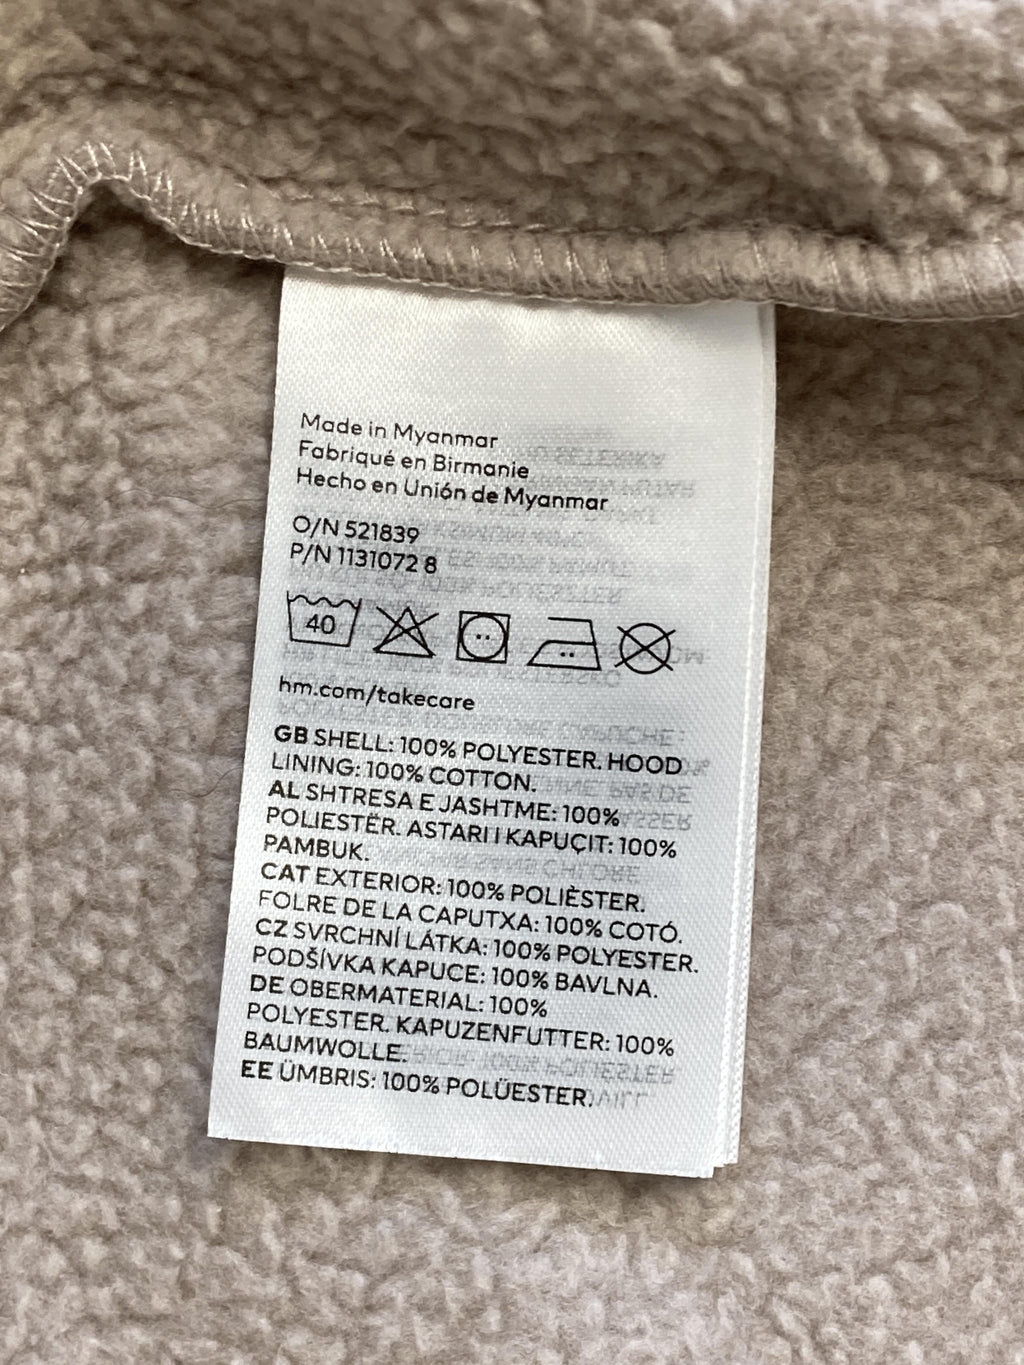 Made in Myanmar
Fabriqué en Birmanie
Hecho en Unión de Myanmar
O/N 521839
P/N 1131072 8
40
hm.com/takecare
GB SHELL: 100% POLYESTER. HOOD
LINING: 100% COTTON.
AL SHTRESA E JASHTME: 100%
POLIESTËR. ASTARI I KAPUÇIT: 100%
PAMBUK.
CAT EXTERIOR: 100% POLIÈSTER.
FOLRE DE LA CAPUTXA: 100% COTÓ.
CZ SVRCHNÍ LÁTKA: 100% POLYESTER.
PODŠÍVKA KAPUCE: 100% BAVLNA.
DE OBERMATERIAL: 100%
POLYESTER. KAPUZENFUTTER: 100%
BAUMWOLLE.
EE ÜMBRIS: 100% POLÜESTER.